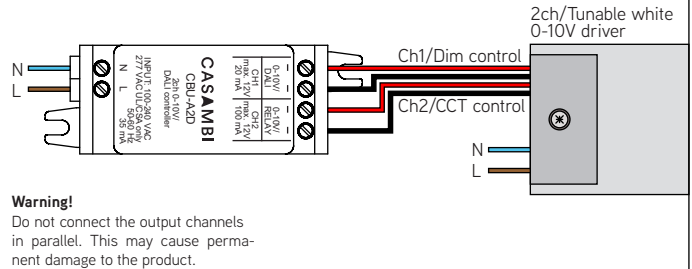 2ch/Tunable white
0-10V driver
Ch1/Dim control
Ch2/CCT control
N
L
N
L
CASAMBI
CBU-A2D
2ch 0-10V/
DALI controller
N L
INPUT: 100-240 VAC
277 VAC UL/CSA only
50-60 Hz
35 mA
0-10V/
DALI
CH1
max. 12V
20 mA
0-10V/
RELAY
CH2
max. 12V
100 mA
N
L
Warning!
Do not connect the output channels
in parallel. This may cause perma-
nent damage to the product.